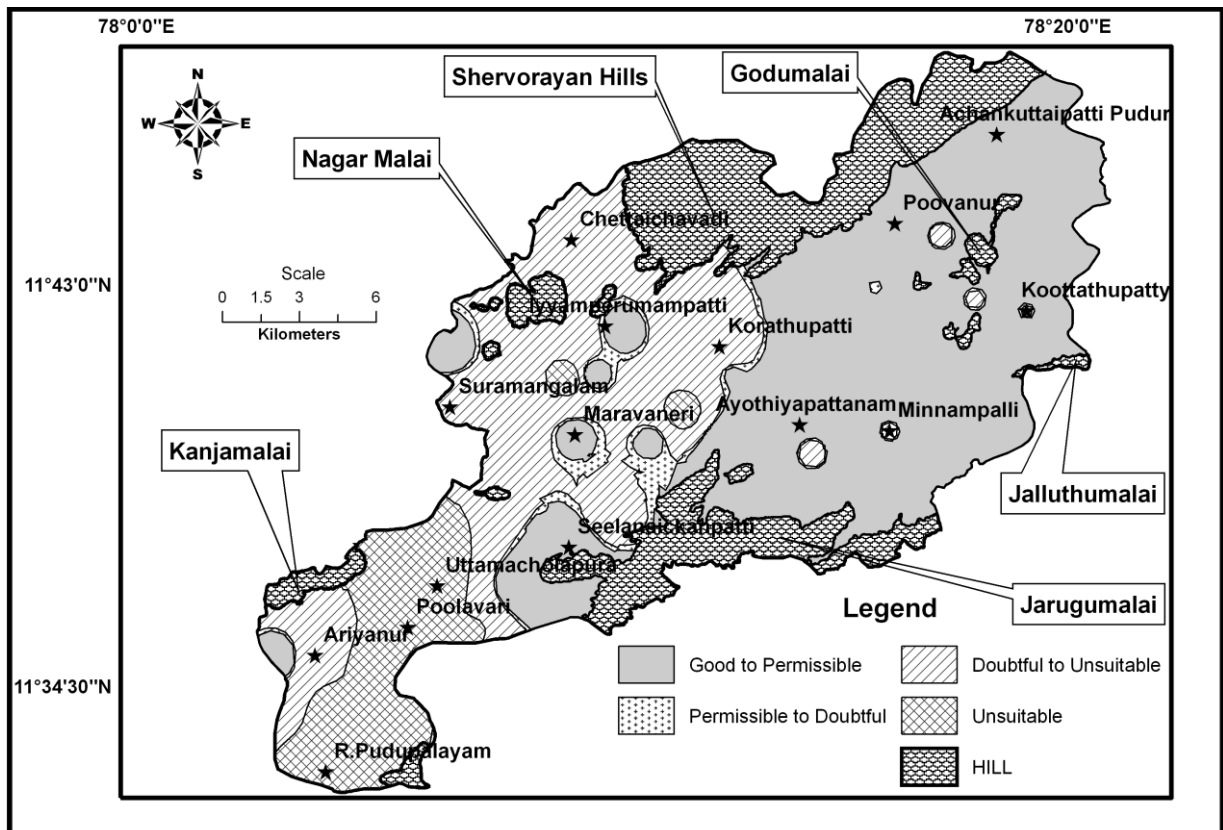 78°0'0"E
78°20'0"E
N
W
E
S
Shervorayan Hills
Godumalai
Achankuttaipatti Pudur
Nagar Malai
Poovanur
Chettaichavadi
11°43'0"N
Scale
0 1.5 3 6
Kilometers
Iyyamperumampatti
Koottathupatty
Korathupatti
Suramangalam
Maravaneri
Ayothiyapattanam
Minnampalli
Kanjamalai
Jalluthumalai
Seelanaickanpatti
Uttamacholapura
Poolavari
Jarugumalai
Ariyanur
11°34'30"N
R.Pudupalayam
Legend
Good to Permissible
Doubtful to Unsuitable
Permissible to Doubtful
Unsuitable
HILL